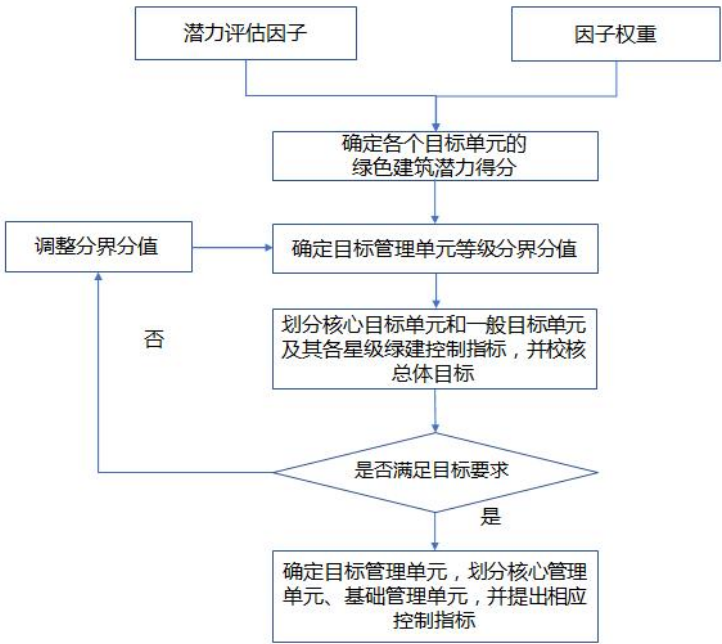 潜力评估因子
因子权重
确定各个目标单元的
绿色建筑潜力得分
调整分界分值
确定目标管理单元等级分界分值
划分核心目标单元和一般目标单元
及其各星级绿建控制指标，并校核
总体目标
否
是否满足目标要求
是
确定目标管理单元，划分核心管理
单元、基础管理单元，并提出相应
控制指标